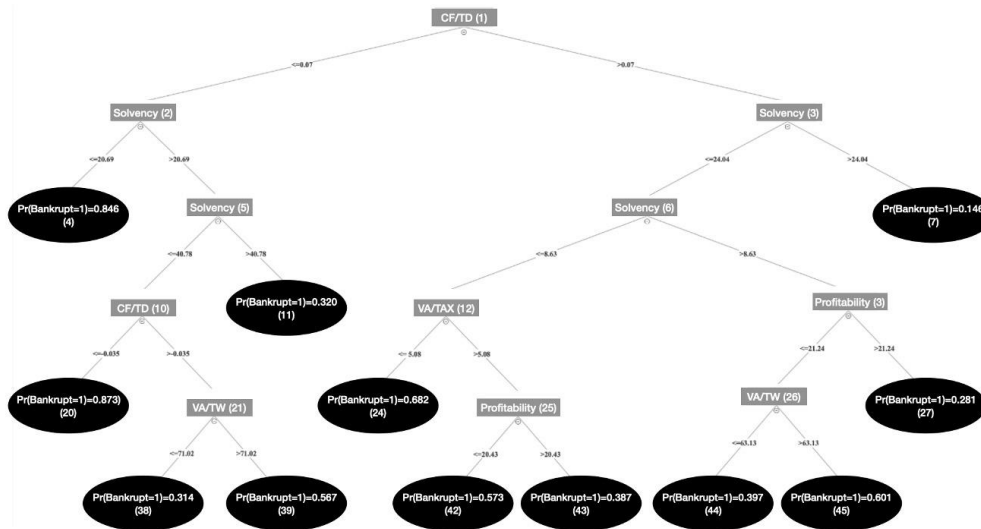 CF/TD (1)
<=0.07
>0.07
Solvency (2)
Solvency (3)
<=20.69
>20.69
<=24.04
>24.04
Pr(Bankrupt=1)=0.846
(4)
Solvency (5)
Solvency (6)
Pr(Bankrupt=1)=0.146
(7)
<=40.78
>40.78
<=8.63
>8.63
CF/TD (10)
Pr(Bankrupt=1)=0.320
(11)
VA/TAX (12)
Profitability (3)
<=-0.035
>-0.035
<= 5.08
>5.08
<=21.24
>21.24
Pr(Bankrupt=1)=0.873)
(20)
VA/TW (21)
Pr(Bankrupt=1)=0.682
(24)
Profitability (25)
VA/TW (26)
Pr(Bankrupt=1)=0.281
(27)
<=71.02
>71.02
<=20.43
>20.43
<=63.13
>63.13
Pr(Bankrupt=1)=0.314
(38)
Pr(Bankrupt=1)=0.567
(39)
Pr(Bankrupt=1)=0.573
(42)
Pr(Bankrupt=1)=0.387
(43)
Pr(Bankrupt=1)=0.397
(44)
Pr(Bankrupt=1)=0.601
(45)